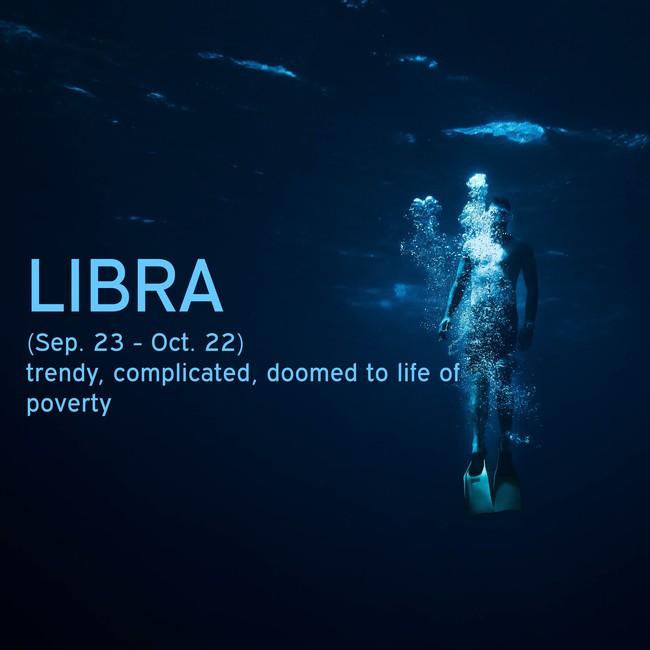 LIBRA
(Sep. 23 - Oct. 22)
trendy, complicated, doomed to life of
poverty